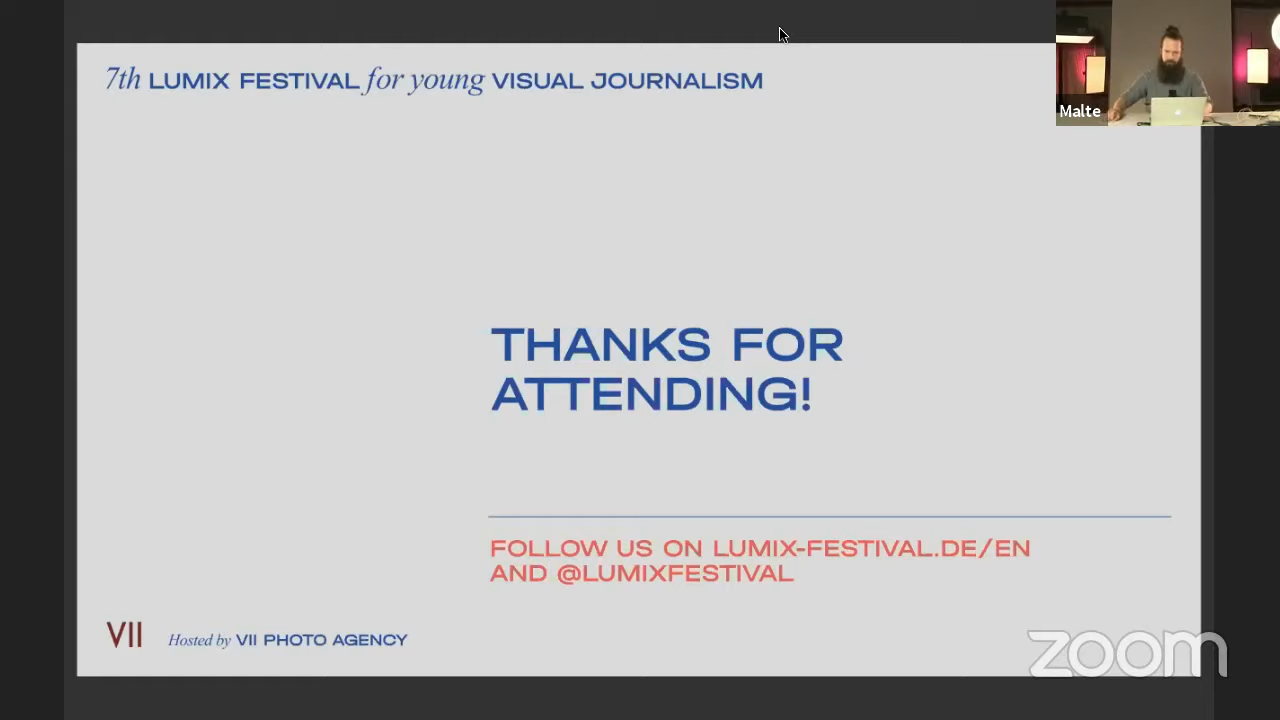 7th LUMIX FESTIVAL for young VISUAL JOURNALISM
Malte
THANKS FOR
ATTENDING!
FOLLOW US ON LUMIX-FESTIVAL.DE/EN
AND @LUMIXFESTIVAL
VII Hosted by VII PHOTO AGENCY
zoom